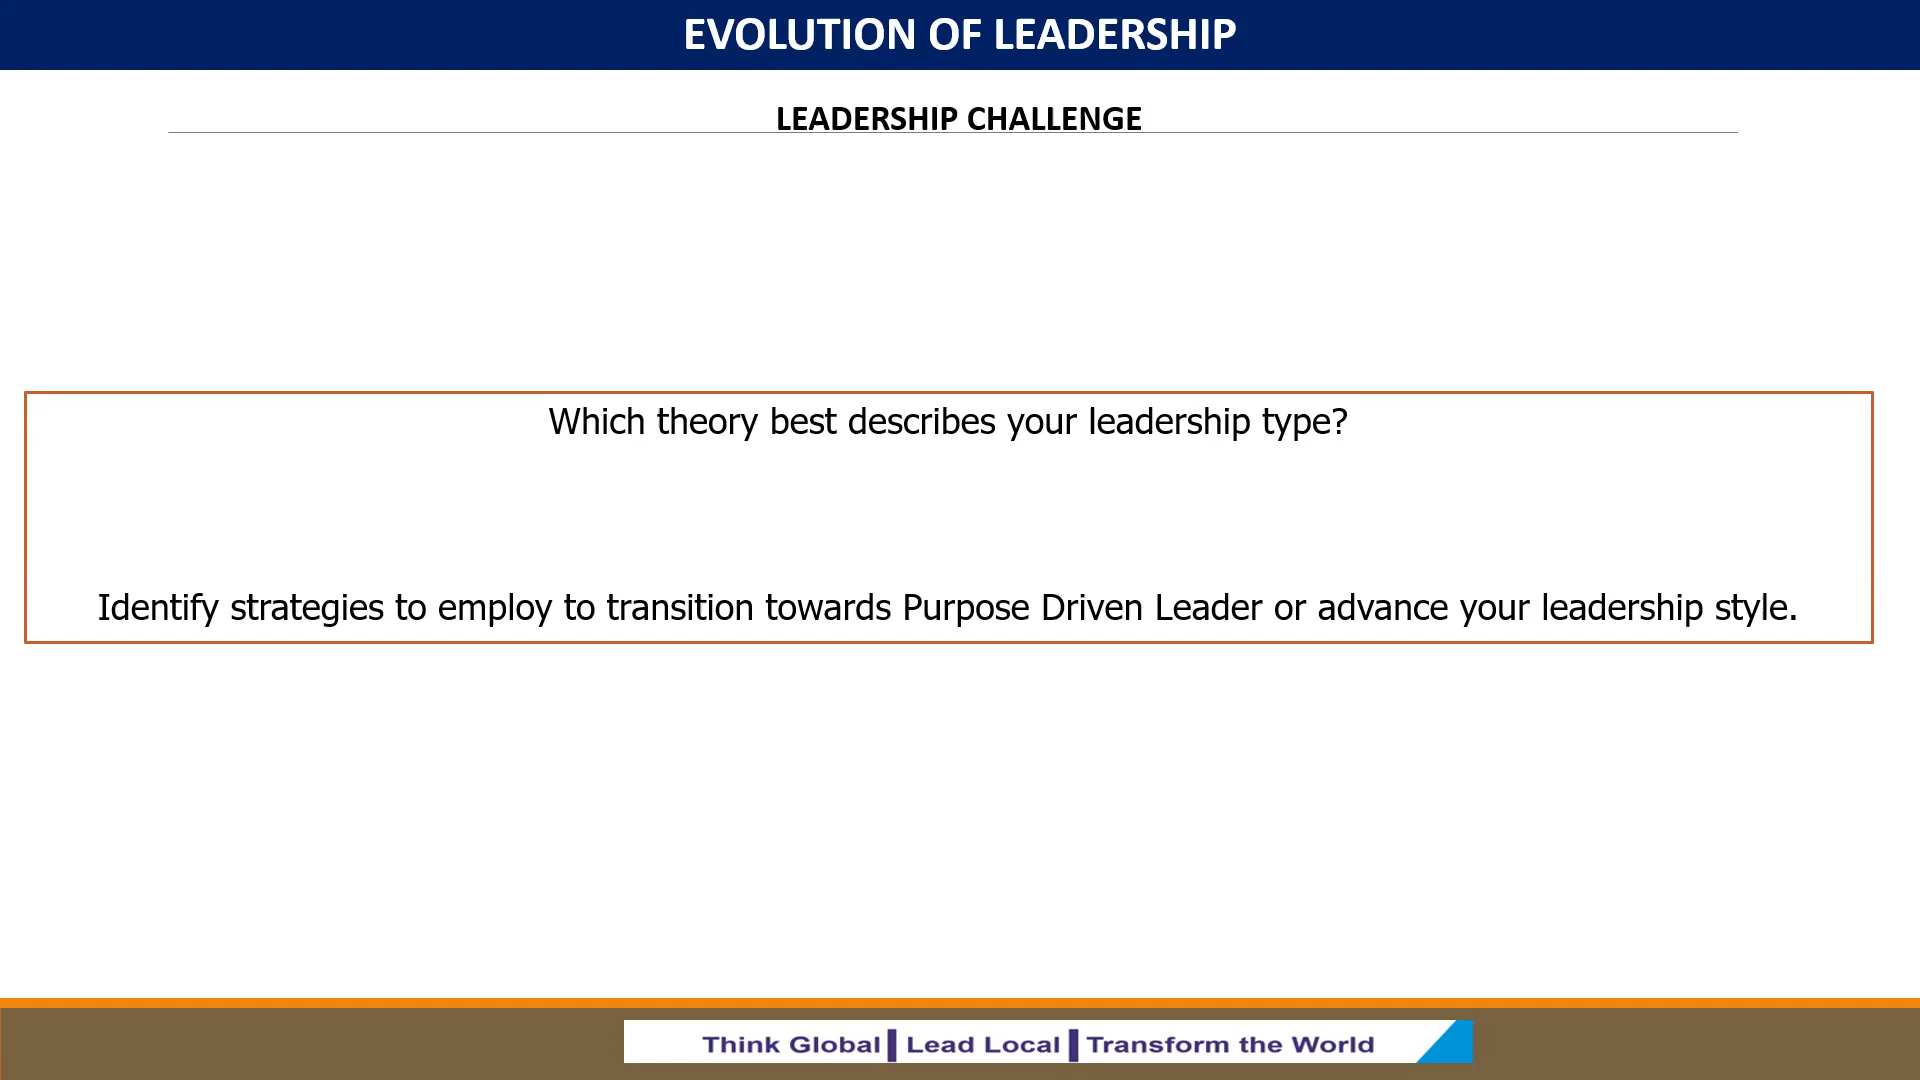 EVOLUTION OF LEADERSHIP
LEADERSHIP CHALLENGE
Which theory best describes your leadership type?
Identify strategies to employ to transition towards Purpose Driven Leader or advance your leadership style.
Think Global Lead Local Transform the World